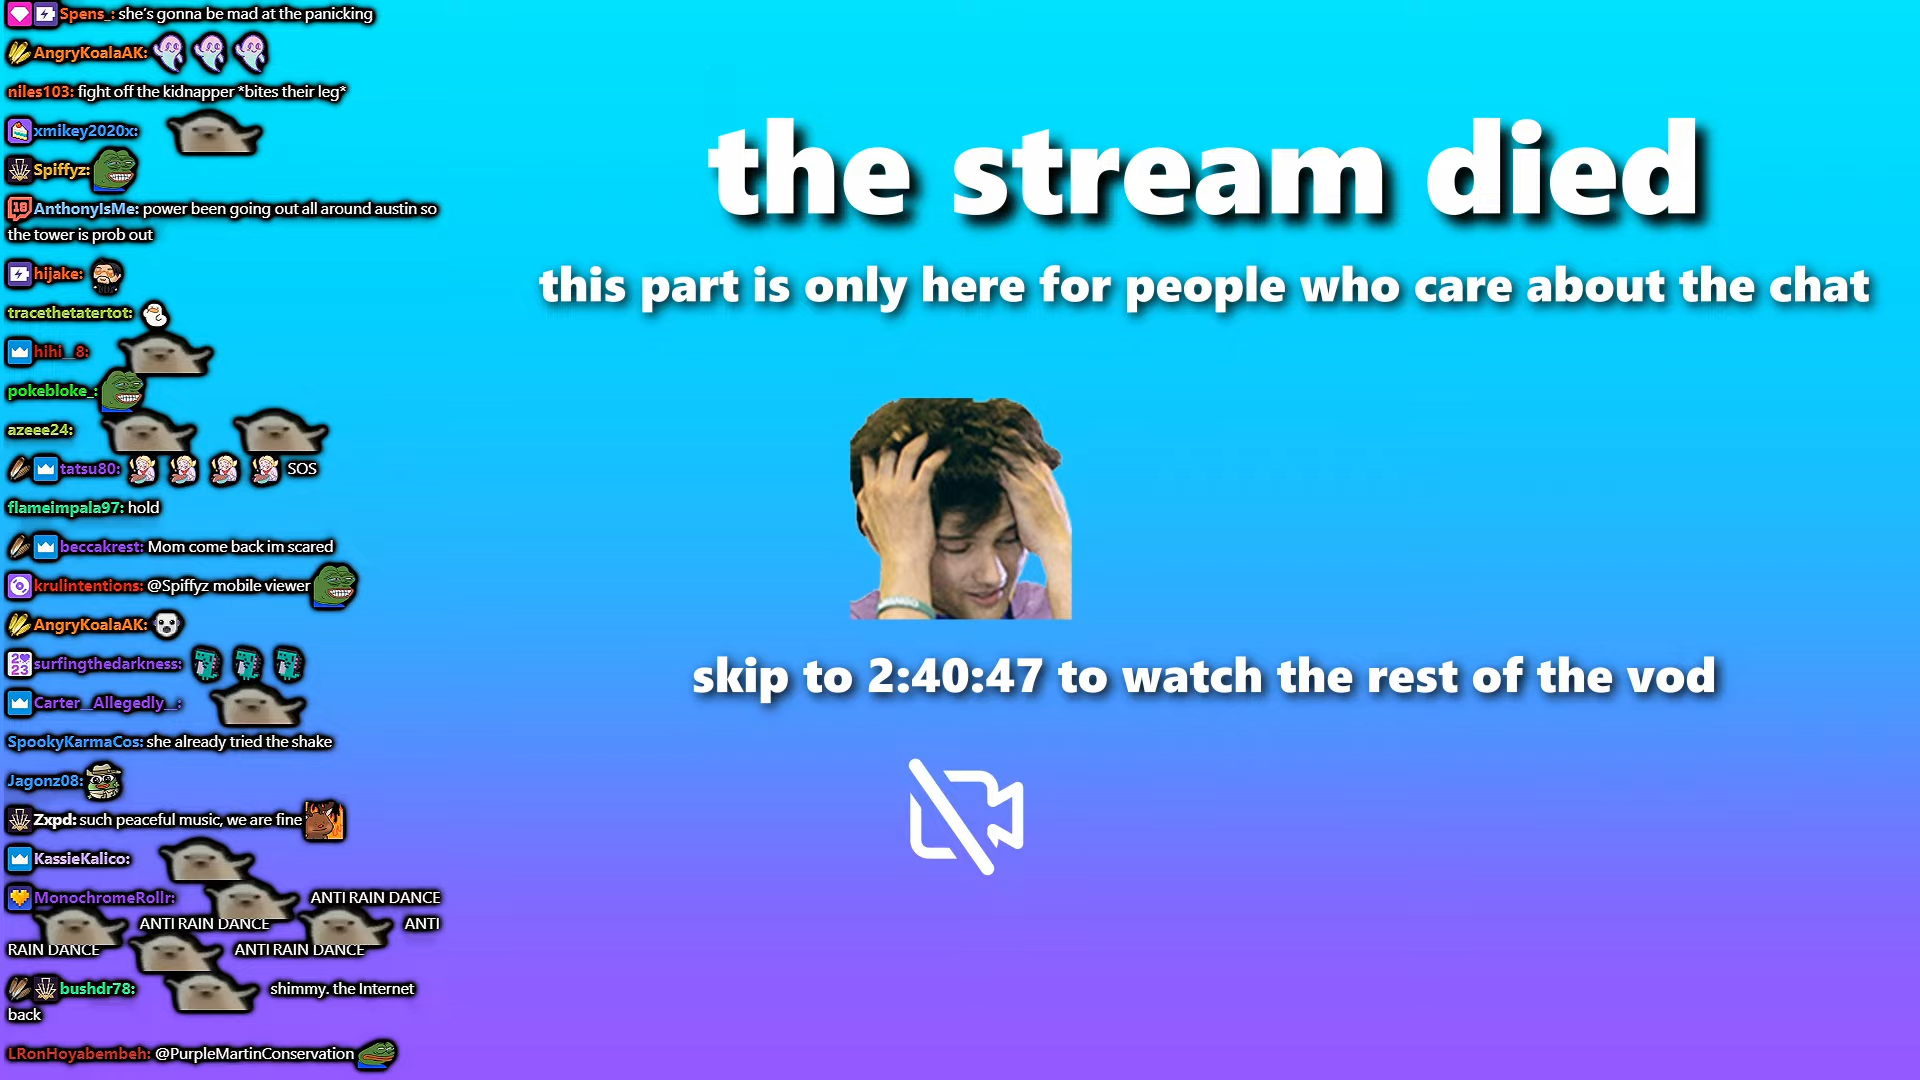 Spens_: she's gonna be mad at the panicking
AngryKoalaAK:
niles103: fight off the kidnapper *bites their leg*
xmikey2020x:
Spiffyz:
18 AnthonyIsMe: power been going out all around austin so
the tower is prob out
hijake:
tracethetatertot:
hihi__8:
pokebloke_:
azeee24:
tatsu80: SOS
flameimpala97: hold
beccakrest: Mom come back im scared
krulintentions: @Spiffyz mobile viewer
AngryKoalaAK:
surfingthedarkness:
Carter__Allegedly__:
SpookyKarmaCos: she already tried the shake
Jagonz08:
Zxpd: such peaceful music, we are fine
KassieKalico:
MonochromeRollr: ANTI RAIN DANCE
ANTI RAIN DANCE ANTI
RAIN DANCE ANTI RAIN DANCE
bushdr78: shimmy. the Internet
back
LRonHoyabembeh: @PurpleMartinConservation
the stream died
this part is only here for people who care about the chat
skip to 2:40:47 to watch the rest of the vod